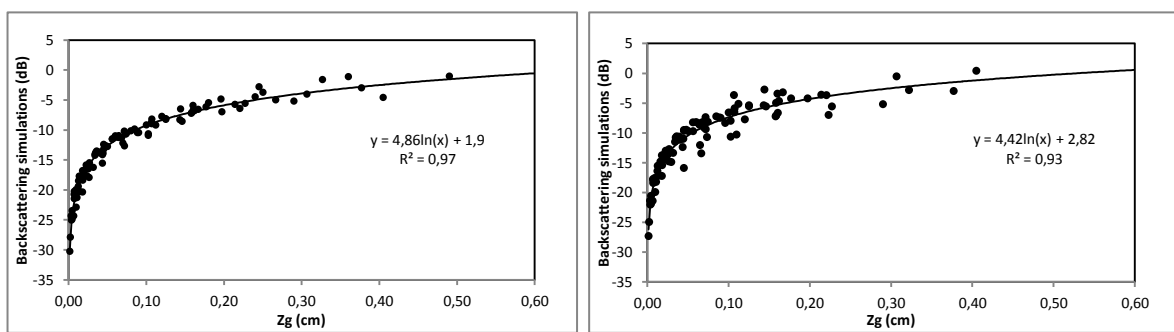 5
0
-5
-10
-15
-20
-25
-30
-35
Backscattering simulations (dB)
y = 4,86ln(x) + 1,9
R² = 0,97
0,00 0,10 0,20 0,30 0,40 0,50 0,60
Zg (cm)
5
0
-5
-10
-15
-20
-25
-30
-35
Backscattering simulations (dB)
y = 4,42ln(x) + 2,82
R² = 0,93
0,00 0,10 0,20 0,30 0,40 0,50 0,60
Zg (cm)